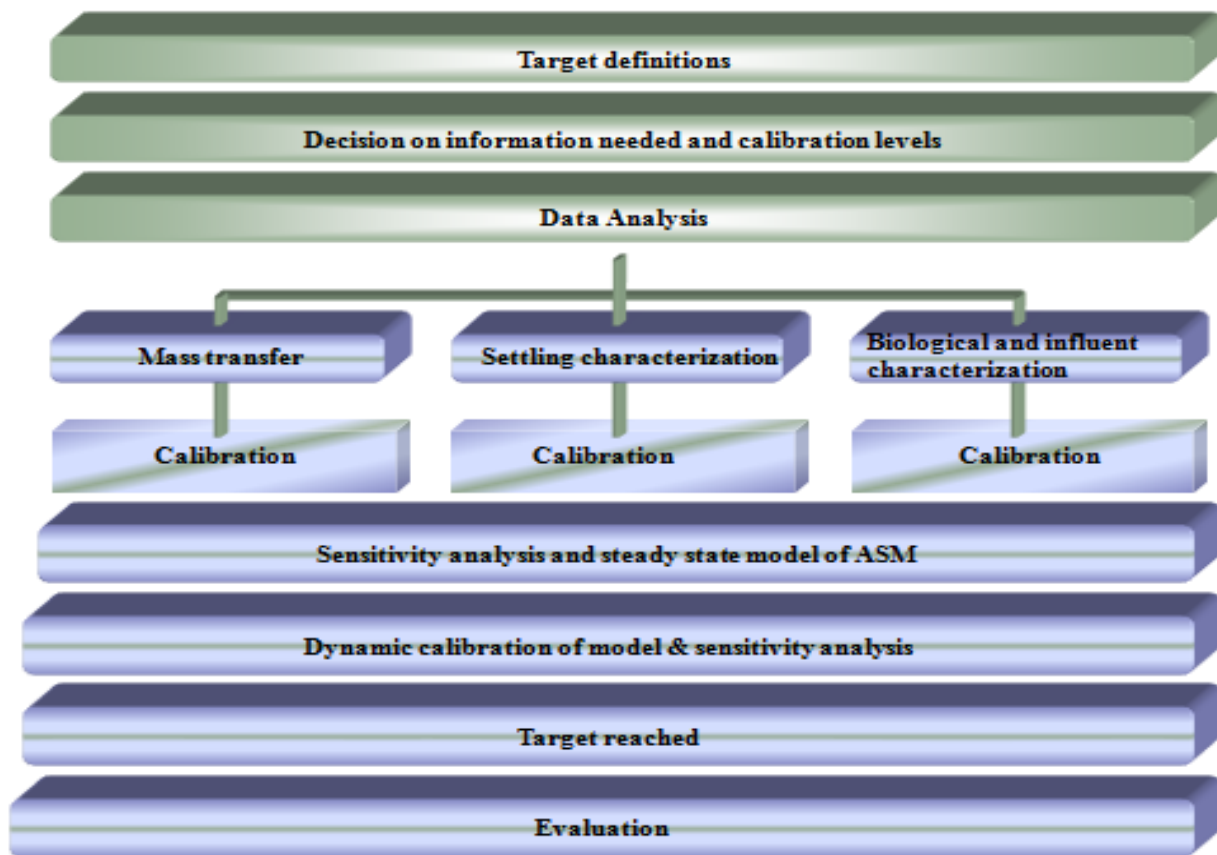 Target definitions
Decision on information needed and calibration levels
Data Analysis
Mass transfer
Settling characterization
Biological and influent
characterization
Calibration
Calibration
Calibration
Sensitivity analysis and steady state model of ASM
Dynamic calibration of model & sensitivity analysis
Target reached
Evaluation